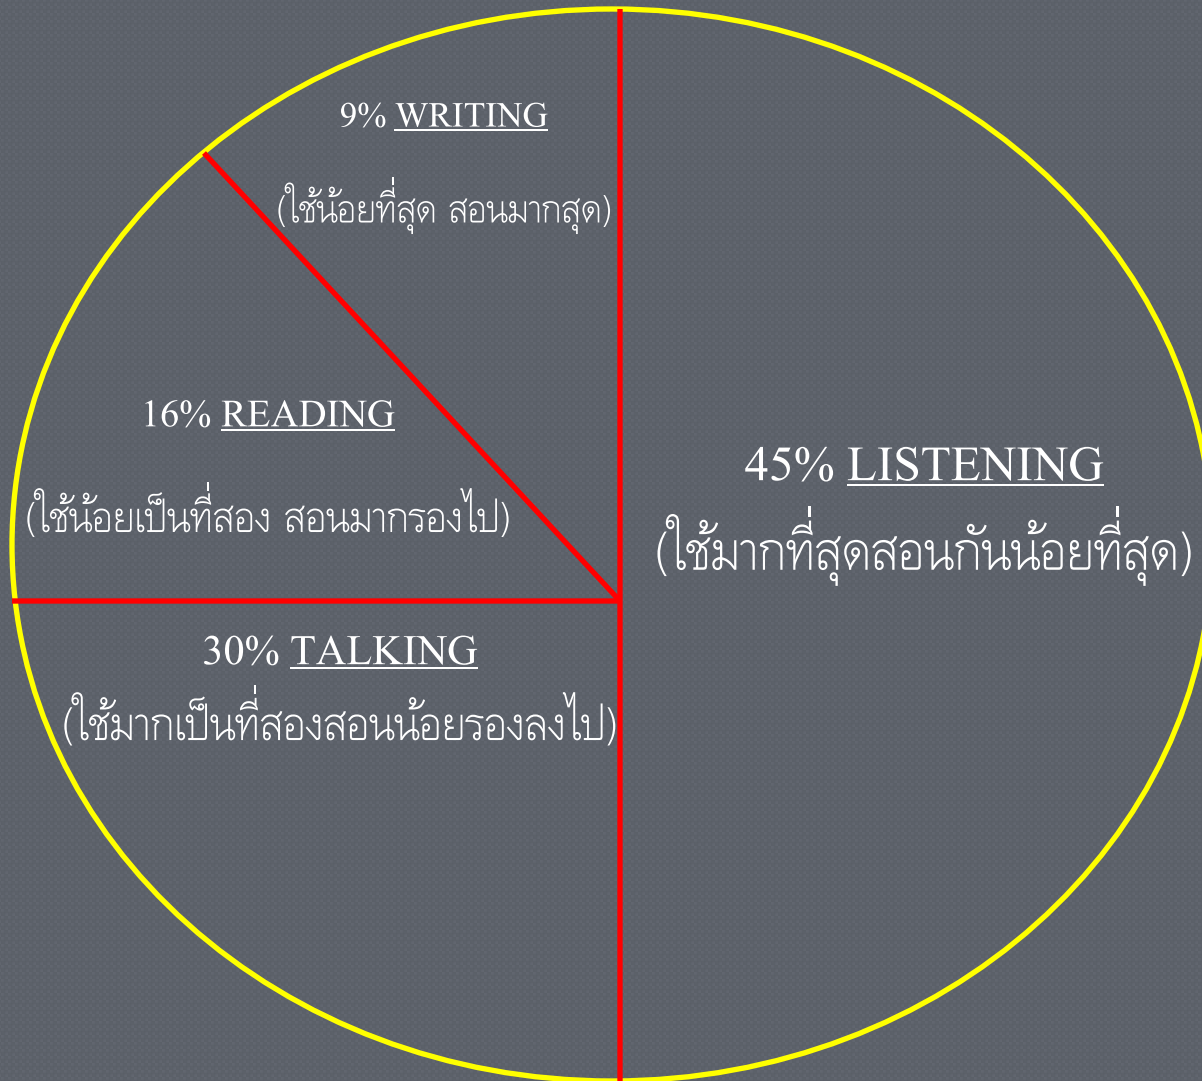 9% WRITING
(ใช้น้อยที่สุด สอนมากสุด)
16% READING
(ใช้น้อยเป็นที่สอง สอนมากรองไป)
45% LISTENING
(ใช้มากที่สุดสอนกันน้อยที่สุด)
30% TALKING
(ใช้มากเป็นที่สองสอนน้อยรองลงไป)